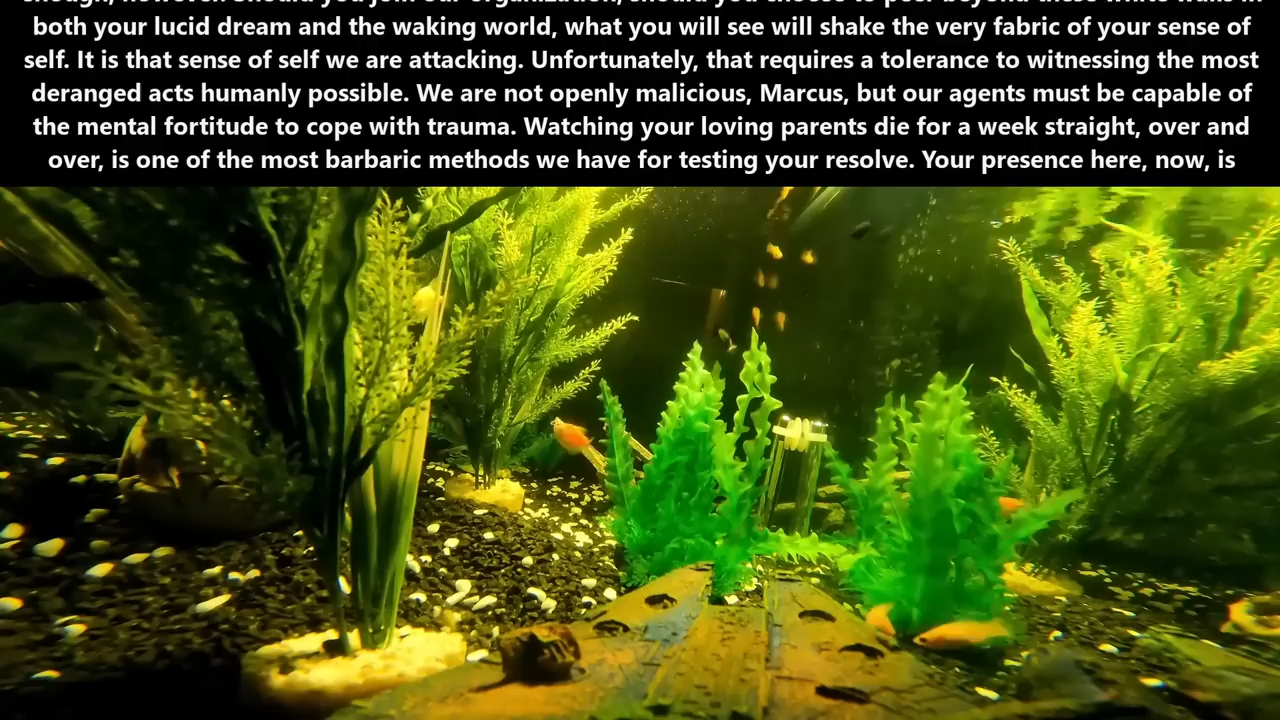 both your lucid dream and the waking world, what you will see will shake the very fabric of your sense of
self. It is that sense of self we are attacking. Unfortunately, that requires a tolerance to witnessing the most
deranged acts humanly possible. We are not openly malicious, Marcus, but our agents must be capable of
the mental fortitude to cope with trauma. Watching your loving parents die for a week straight, over and
over, is one of the most barbaric methods we have for testing your resolve. Your presence here, now, is